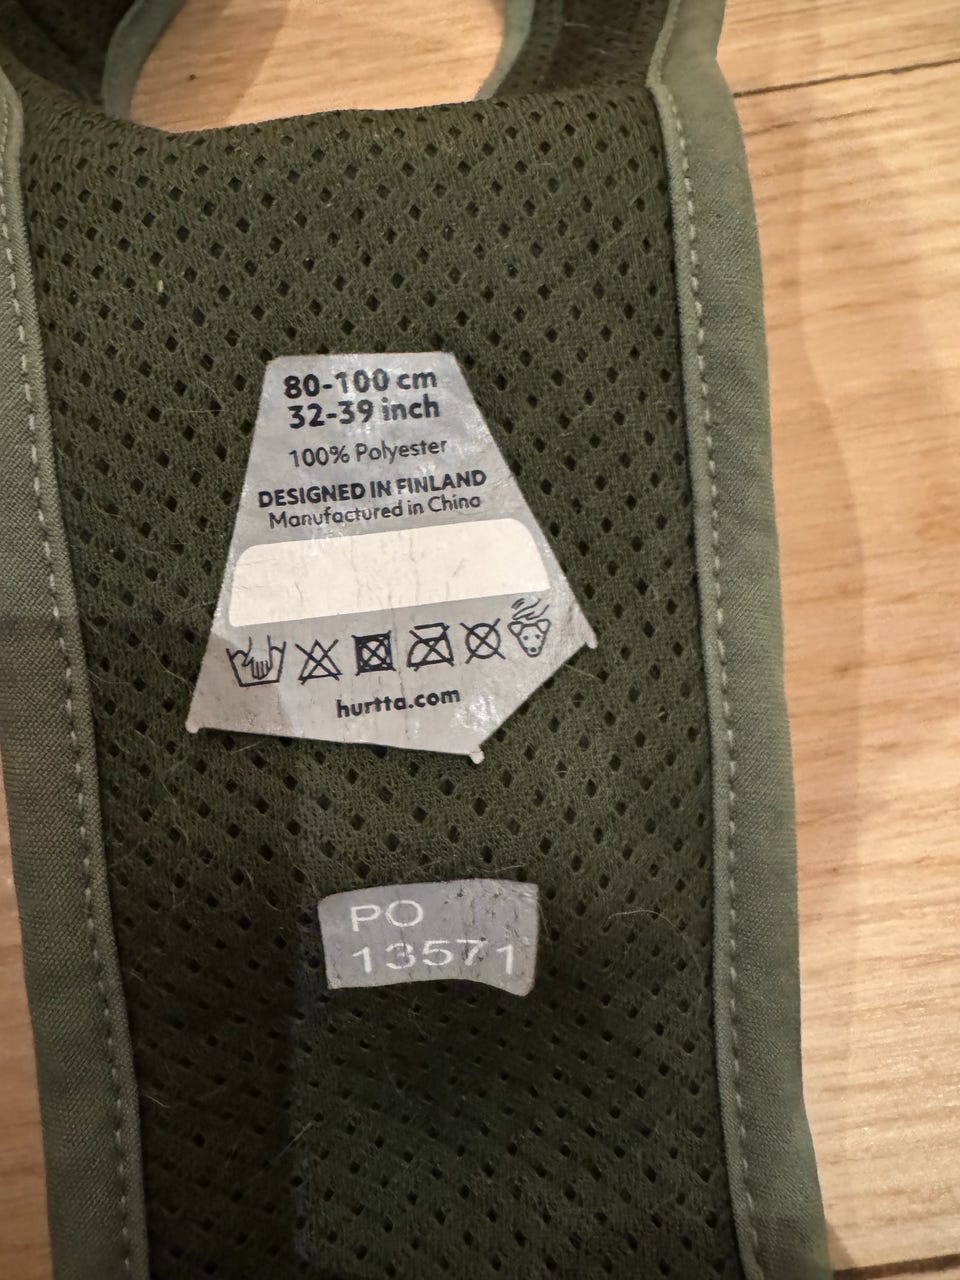 80-100 cm
32-39 inch
100% Polyester
DESIGNED IN FINLAND
Manufactured in China
hurtta.com
PO
13571